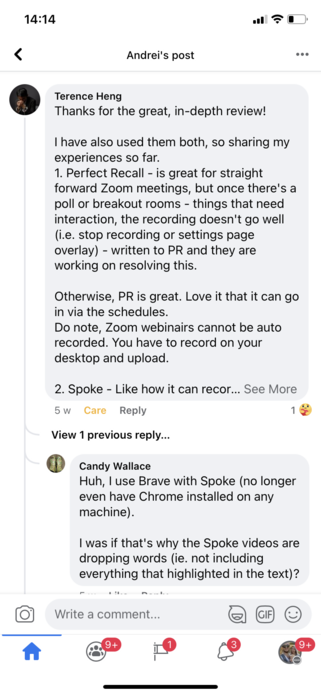 14:14
Andrei's post
Terence Heng
Thanks for the great, in-depth review!
I have also used them both, so sharing my
experiences so far.
1. Perfect Recall - is great for straight
forward Zoom meetings, but once there's a
poll or breakout rooms - things that need
interaction, the recording doesn't go well
(i.e. stop recording or settings page
overlay) - written to PR and they are
working on resolving this.
Otherwise, PR is great. Love it that it can go
in via the schedules.
Do note, Zoom webinairs cannot be auto
recorded. You have to record on your
desktop and upload.
2. Spoke - Like how it can recor... See More
5 w Care Reply 1
View 1 previous reply...
Candy Wallace
Huh, I use Brave with Spoke (no longer
even have Chrome installed on any
machine).
I was if that's why the Spoke videos are
dropping words (ie. not including
everything that highlighted in the text)?
Write a comment...
GIF
9+ 1 3 9+